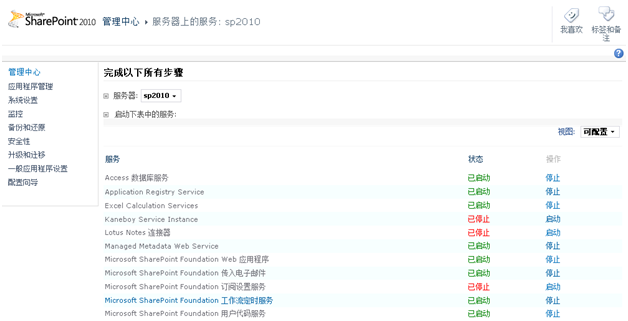 Microsoft
SharePoint 2010 管理中心 ▸ 服务器上的服务: sp2010
我喜欢 标签和备注
管理中心
应用程序管理
系统设置
监控
备份和还原
安全性
升级和迁移
一般应用程序设置
配置向导
完成以下所有步骤
服务器: sp2010
启动下表中的服务:
视图: 可配置
服务 状态 操作
Access 数据库服务 已启动 停止
Application Registry Service 已启动 停止
Excel Calculation Services 已启动 停止
Kaneboy Service Instance 已停止 启动
Lotus Notes 连接器 已停止 启动
Managed Metadata Web Service 已启动 停止
Microsoft SharePoint Foundation Web 应用程序 已启动 停止
Microsoft SharePoint Foundation 传入电子邮件 已启动 停止
Microsoft SharePoint Foundation 订阅设置服务 已停止 启动
Microsoft SharePoint Foundation 工作流定时服务 已启动 停止
Microsoft SharePoint Foundation 用户代码服务 已启动 停止